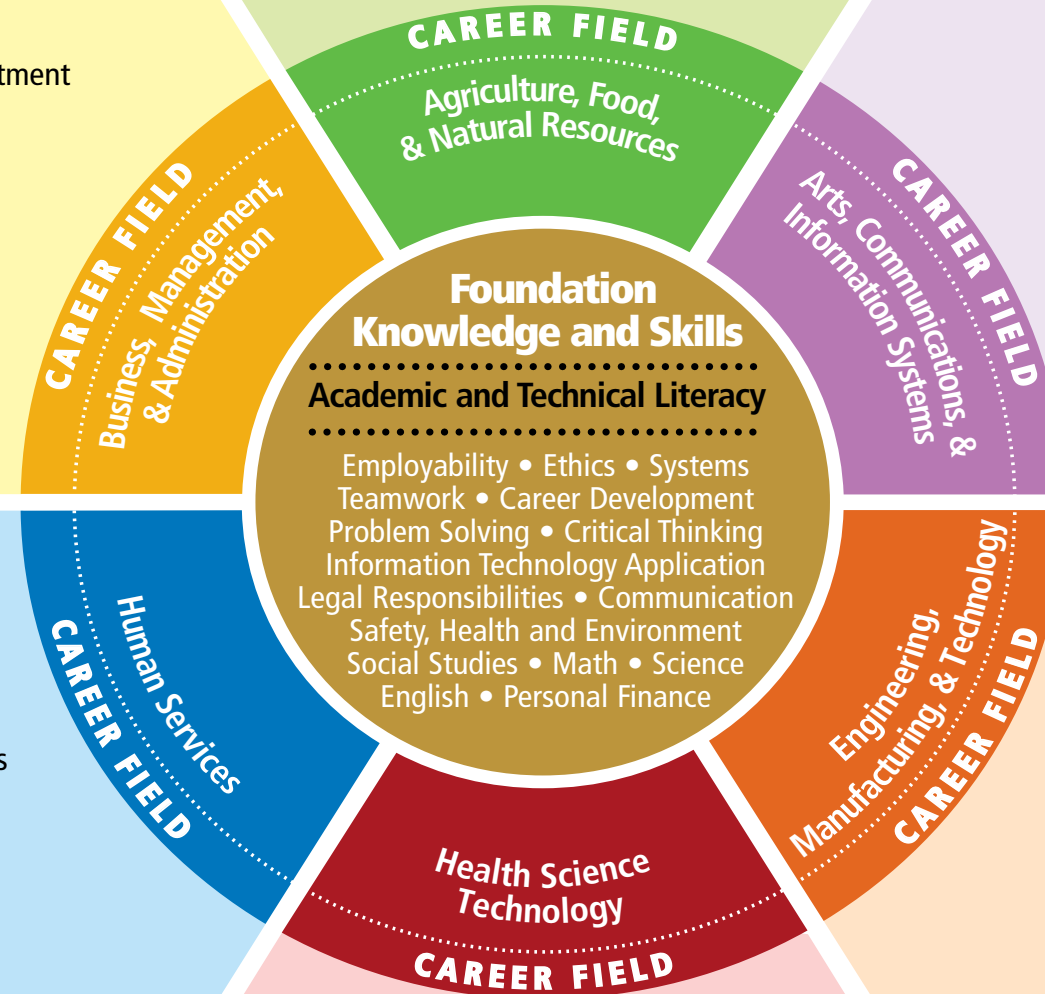 CAREER FIELD
Agriculture, Food,
& Natural Resources
tment
CAREER FIELD
Business, Management,
& Administration
CAREER FIELD
Arts, Communications, &
Information Systems
Foundation
Knowledge and Skills
Academic and Technical Literacy
Employability • Ethics • Systems
Teamwork • Career Development
Problem Solving • Critical Thinking
Information Technology Application
Legal Responsibilities • Communication
Safety, Health and Environment
Social Studies • Math • Science
English • Personal Finance
Human Services
CAREER FIELD
s
Engineering,
Manufacturing, & Technology
CAREER FIELD
Health Science
Technology
CAREER FIELD